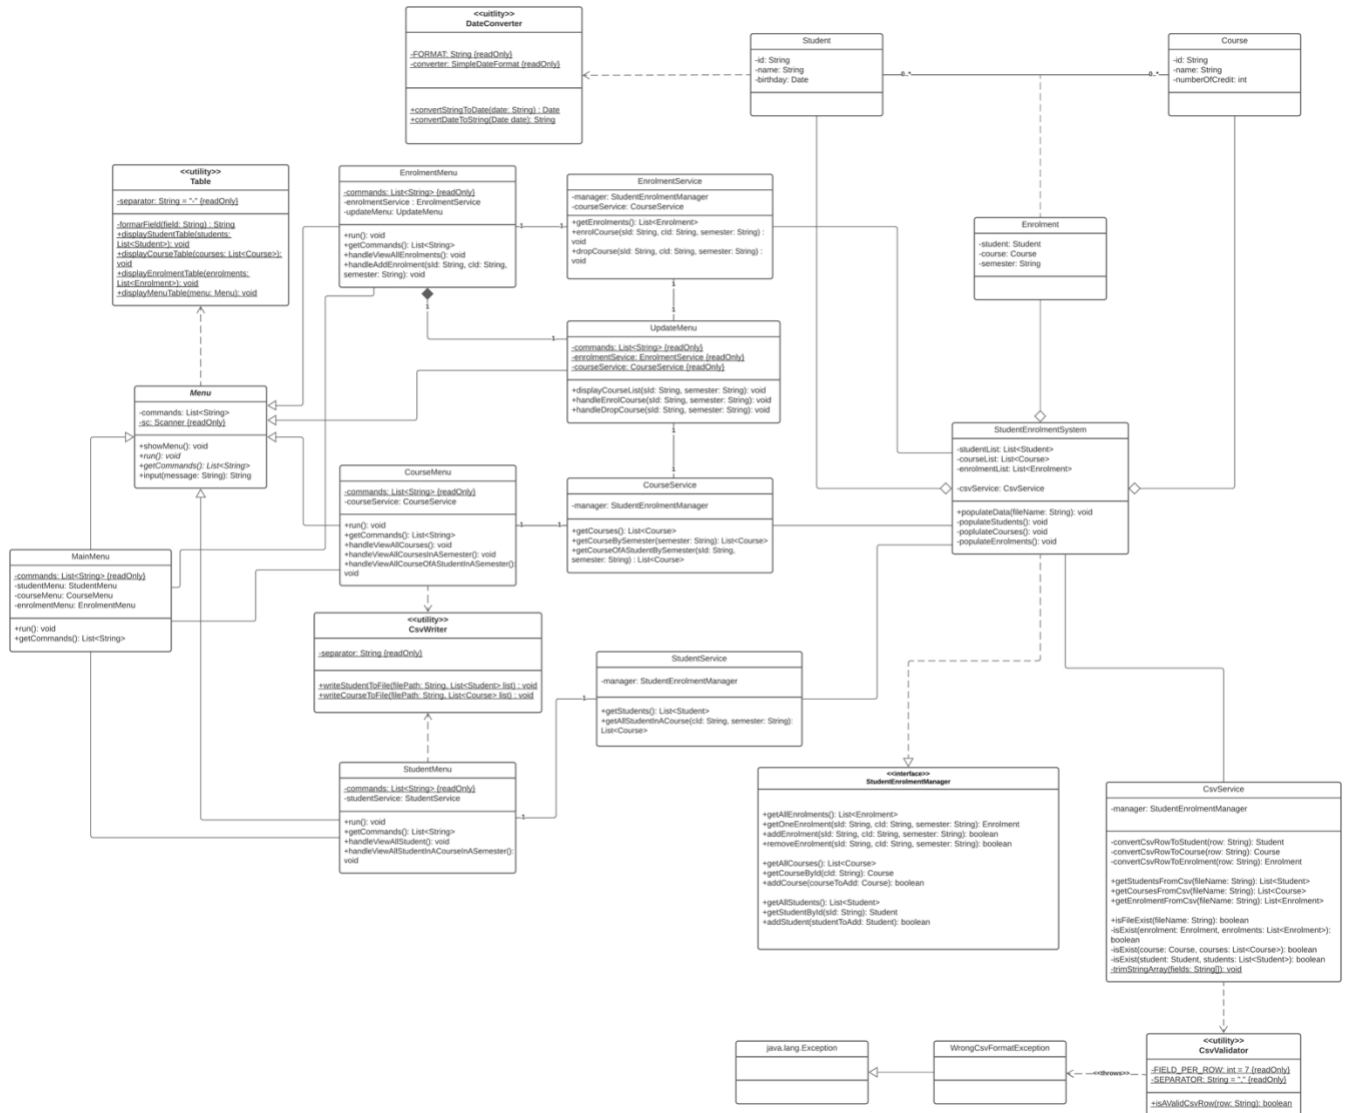 <<uitlity>>
DateConverter
-FORMAT: String {readOnly}
-converter: SimpleDateFormat {readOnly}
+convertStringToDate(date: String) : Date
+convertDateToString(Date date): String
Student
-id: String
-name: String
-birthday: Date
0..*
0..*
Course
-id: String
-name: String
-numberOfCredit: int
<<utility>>
Table
-separator: String = "-" {readOnly}
-formarField(field: String) : String
+displayStudentTable(students:
List<Student>): void
+displayCourseTable(courses: List<Course>):
void
+displayEnrolmentTable(enrolments:
List<Enrolment>): void
+displayMenuTable(menu: Menu): void
EnrolmentMenu
-commands: List<String> {readOnly}
-enrolmentService : EnrolmentService
-updateMenu: UpdateMenu
+run(): void
+getCommands(): List<String>
+handleViewAllEnrolments(): void
+handleAddEnrolment(sId: String, cId: String,
semester: String): void
1
1
EnrolmentService
-manager: StudentEnrolmentManager
-courseService: CourseService
+getEnrolments(): List<Enrolment>
+enrolCourse(sId: String, cId: String, semester: String) :
void
+dropCourse(sId: String, cId: String, semester: String) :
void
Enrolment
-student: Student
-course: Course
-semester: String
1
1
1
1
UpdateMenu
-commands: List<String> {readOnly}
-enrolmentSevice: EnrolmentService {readOnly}
-courseService: CourseService {readOnly}
+displayCourseList(sId: String, semester: String): void
+handleEnrolCourse(sId: String, semester: String): void
+handleDropCourse(sId: String, semester: String): void
1
1
Menu
-commands: List<String>
-sc: Scanner {readOnly}
+showMenu(): void
+run(): void
+getCommands(): List<String>
+input(message: String): String
StudentEnrolmentSystem
-studentList: List<Student>
-courseList: List<Course>
-enrolmentList: List<Enrolment>
-csvService: CsvService
+populateData(fileName: String): void
-populateStudents(): void
-poplulateCourses(): void
-populateEnrolments(): void
CourseMenu
-commands: List<String> {readOnly}
-courseService: CourseService
+run(): void
+getCommands(): List<String>
+handleViewAllCourses(): void
+handleViewAllCoursesInASemester(): void
+handleViewAllCourseOfAStudentInASemester():
void
1
1
CourseService
-manager: StudentEnrolmentManager
+getCourses(): List<Course>
+getCourseBySemester(semester: String): List<Course>
+getCourseOfAStudentBySemester(sId: String,
semester: String) : List<Course>
MainMenu
-commands: List<String> {readOnly}
-studentMenu: StudentMenu
-courseMenu: CourseMenu
-enrolmentMenu: EnrolmentMenu
+run(): void
+getCommands(): List<String>
<<utility>>
CsvWriter
-separator: String {readOnly}
+writeStudentToFile(filePath: String, List<Student> list) : void
+writeCourseToFile(filePath: String, List<Course> list) : void
StudentService
-manager: StudentEnrolmentManager
+getStudents(): List<Student>
+getAllStudentInACourse(cId: String, semester: String):
List<Course>
1
1
StudentMenu
-commands: List<String> {readOnly}
-studentService: StudentService
+run(): void
+getCommands(): List<String>
+handleViewAllStudent(): void
+handleViewAllStudentInACourseInASemester():
void
<<interface>>
StudentEnrolmentManager
+getAllEnrolments(): List<Enrolment>
+getOneEnrolment(sId: String, cId: String, semester: String): Enrolment
+addEnrolment(sId: String, cId: String, semester: String): boolean
+removeEnrolment(sId: String, cId: String, semester: String): boolean
+getAllCourses(): List<Course>
+getCourseById(cId: String): Course
+addCourse(courseToAdd: Course): boolean
+getAllStudents(): List<Student>
+getStudentById(sId: String): Student
+addStudent(studentToAdd: Student): boolean
CsvService
-manager: StudentEnrolmentManager
-convertCsvRowToStudent(row: String): Student
-convertCsvRowToCourse(row: String): Course
-convertCsvRowToEnrolment(row: String): Enrolment
+getStudentsFromCsv(fileName: String): List<Student>
+getCoursesFromCsv(fileName: String): List<Course>
+getEnrolmentFromCsv(fileName: String): List<Enrolment>
+isFileExist(fileName: String): boolean
-isExist(enrolment: Enrolment, enrolments: List<Enrolment>):
boolean
-isExist(course: Course, courses: List<Course>): boolean
-isExist(student: Student, students: List<Student>): boolean
-trimStringArray(fields: String[]): void
java.lang.Exception
WrongCsvFormatException
<<throws>>
<<utility>>
CsvValidator
-FIELD_PER_ROW: int = 7 {readOnly}
-SEPARATOR: String = "," {readOnly}
+isAValidCsvRow(row: String): boolean